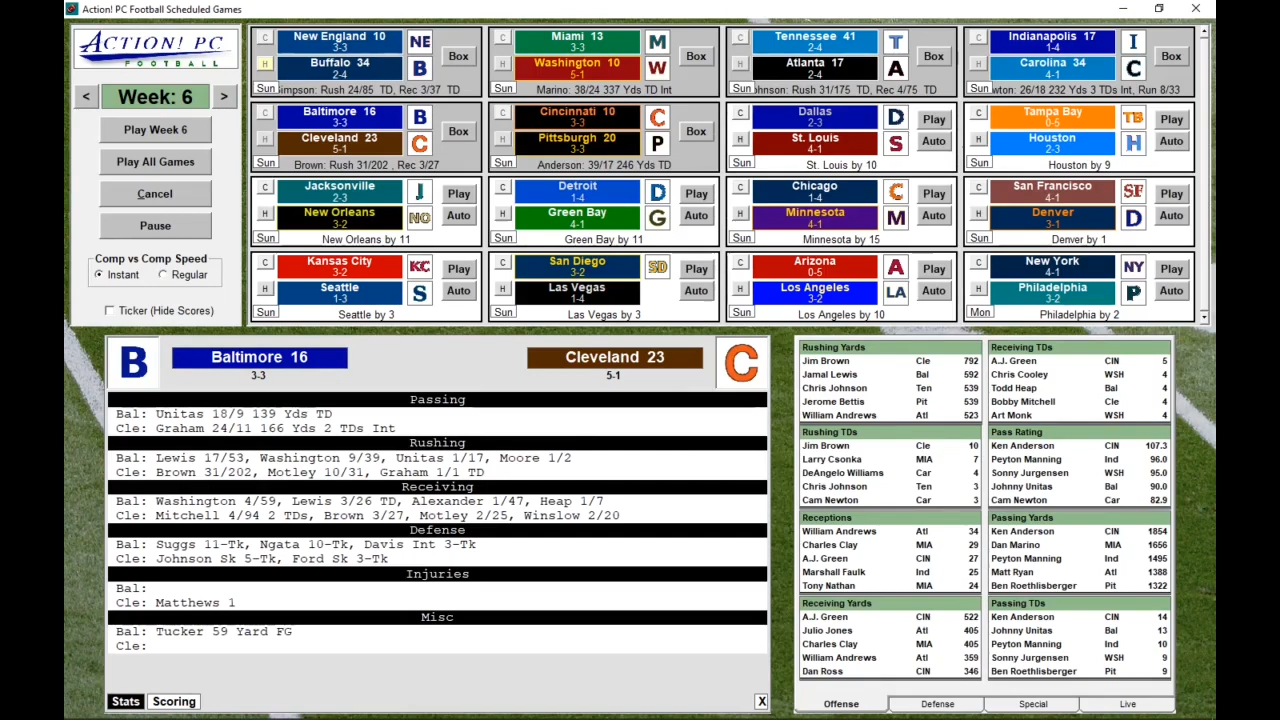 Action! PC Football Scheduled Games
ACTION! PC
FOOTBALL
< Week: 6 >
Play Week 6
Play All Games
Cancel
Pause
Comp vs Comp Speed
Instant Regular
Ticker (Hide Scores)
C New England 10 NE
3-3
H Buffalo 34 B Box
2-4
Sun impson: Rush 24/85 TD, Rec 3/37 TD
C Miami 13 M
3-3
H Washington 10 W Box
5-1
Sun Marino: 38/24 337 Yds TD Int
C Tennessee 41 T
2-4
H Atlanta 17 A Box
2-4
Sun hnson: Rush 31/175 TD, Rec 4/75 TD
C Indianapolis 17 I
1-4
H Carolina 34 C Box
4-1
Sun wton: 26/18 232 Yds 3 TDs Int, Run 8/33
C Baltimore 16 B
3-3
H Cleveland 23 C Box
5-1
Sun Brown: Rush 31/202 , Rec 3/27
C Cincinnati 10 C
3-3
H Pittsburgh 20 P Box
3-3
Sun Anderson: 39/17 246 Yds TD
C Dallas D Play
2-3
H St. Louis S Auto
4-1
Sun St. Louis by 10
C Tampa Bay TB Play
0-5
H Houston H Auto
2-3
Sun Houston by 9
C Jacksonville J Play
2-3
H New Orleans NO Auto
3-2
Sun New Orleans by 11
C Detroit D Play
1-4
H Green Bay G Auto
4-1
Sun Green Bay by 11
C Chicago C Play
1-4
H Minnesota M Auto
4-1
Sun Minnesota by 15
C San Francisco SF Play
4-1
H Denver D Auto
3-1
Sun Denver by 1
C Kansas City KC Play
3-2
H Seattle S Auto
1-3
Sun Seattle by 3
C San Diego SD Play
3-2
H Las Vegas Auto
1-4
Sun Las Vegas by 3
C Arizona A Play
0-5
H Los Angeles LA Auto
3-2
Sun Los Angeles by 10
C New York NY Play
4-1
H Philadelphia P Auto
3-2
Mon Philadelphia by 2
B Baltimore 16 Cleveland 23 C
3-3 5-1
Passing
Bal: Unitas 18/9 139 Yds TD
Cle: Graham 24/11 166 Yds 2 TDs Int
Rushing
Bal: Lewis 17/53, Washington 9/39, Unitas 1/17, Moore 1/2
Cle: Brown 31/202, Motley 10/31, Graham 1/1 TD
Receiving
Bal: Washington 4/59, Lewis 3/26 TD, Alexander 1/47, Heap 1/7
Cle: Mitchell 4/94 2 TDs, Brown 3/27, Motley 2/25, Winslow 2/20
Defense
Bal: Suggs 11-Tk, Ngata 10-Tk, Davis Int 3-Tk
Cle: Johnson Sk 5-Tk, Ford Sk 3-Tk
Injuries
Bal:
Cle: Matthews 1
Misc
Bal: Tucker 59 Yard FG
Cle:
Stats Scoring X
Rushing Yards
Jim Brown Cle 792
Jamal Lewis Bal 592
Chris Johnson Ten 539
Jerome Bettis Pit 539
William Andrews Atl 523
Receiving TDs
A.J. Green CIN 5
Chris Cooley WSH 4
Todd Heap Bal 4
Bobby Mitchell Cle 4
Art Monk WSH 4
Rushing TDs
Jim Brown Cle 10
Larry Csonka MIA 7
DeAngelo Williams Car 4
Chris Johnson Ten 3
Cam Newton Car 3
Pass Rating
Ken Anderson CIN 107.3
Peyton Manning Ind 96.0
Sonny Jurgensen WSH 95.0
Johnny Unitas Bal 90.0
Cam Newton Car 82.9
Receptions
William Andrews Atl 34
Charles Clay MIA 29
A.J. Green CIN 27
Marshall Faulk Ind 25
Tony Nathan MIA 24
Passing Yards
Ken Anderson CIN 1854
Dan Marino MIA 1656
Peyton Manning Ind 1495
Matt Ryan Atl 1388
Ben Roethlisberger Pit 1322
Receiving Yards
A.J. Green CIN 522
Julio Jones Atl 405
Charles Clay MIA 405
William Andrews Atl 359
Dan Ross CIN 346
Passing TDs
Ken Anderson CIN 14
Johnny Unitas Bal 13
Peyton Manning Ind 10
Sonny Jurgensen WSH 9
Ben Roethlisberger Pit 9
Offense Defense Special Live